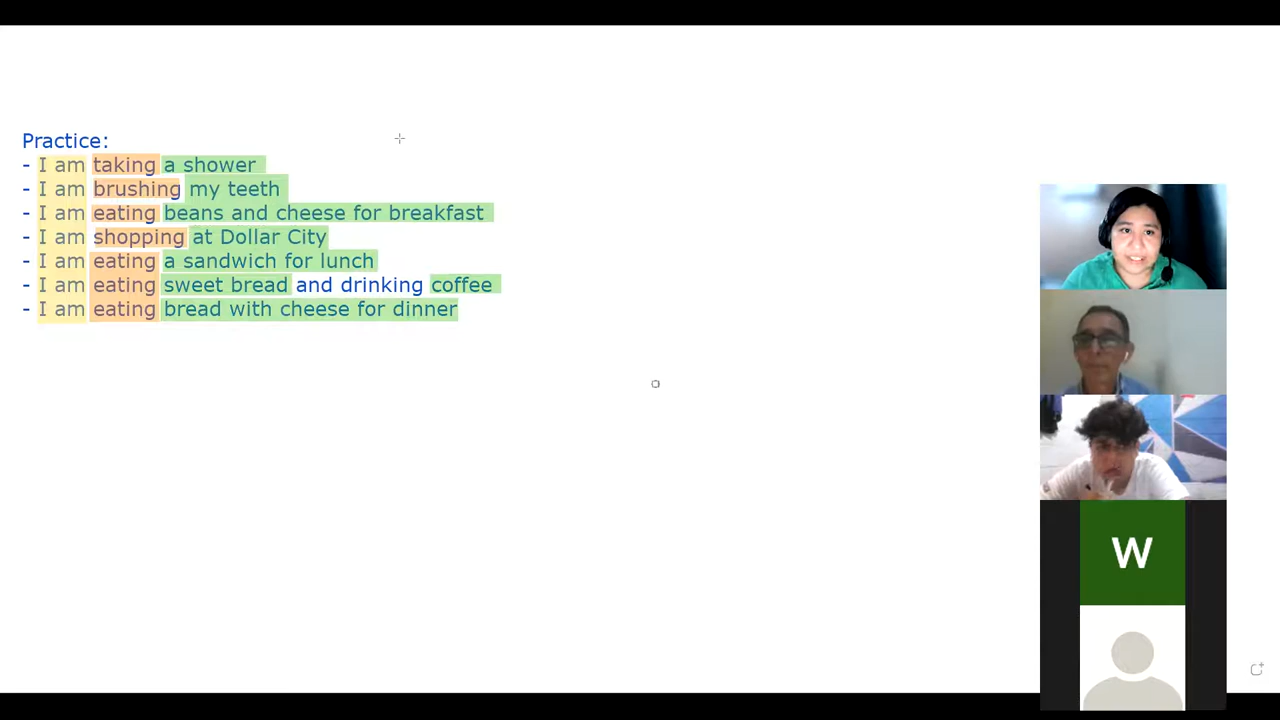 Practice:
- I am taking a shower
- I am brushing my teeth
- I am eating beans and cheese for breakfast
- I am shopping at Dollar City
- I am eating a sandwich for lunch
- I am eating sweet bread and drinking coffee
- I am eating bread with cheese for dinner
W